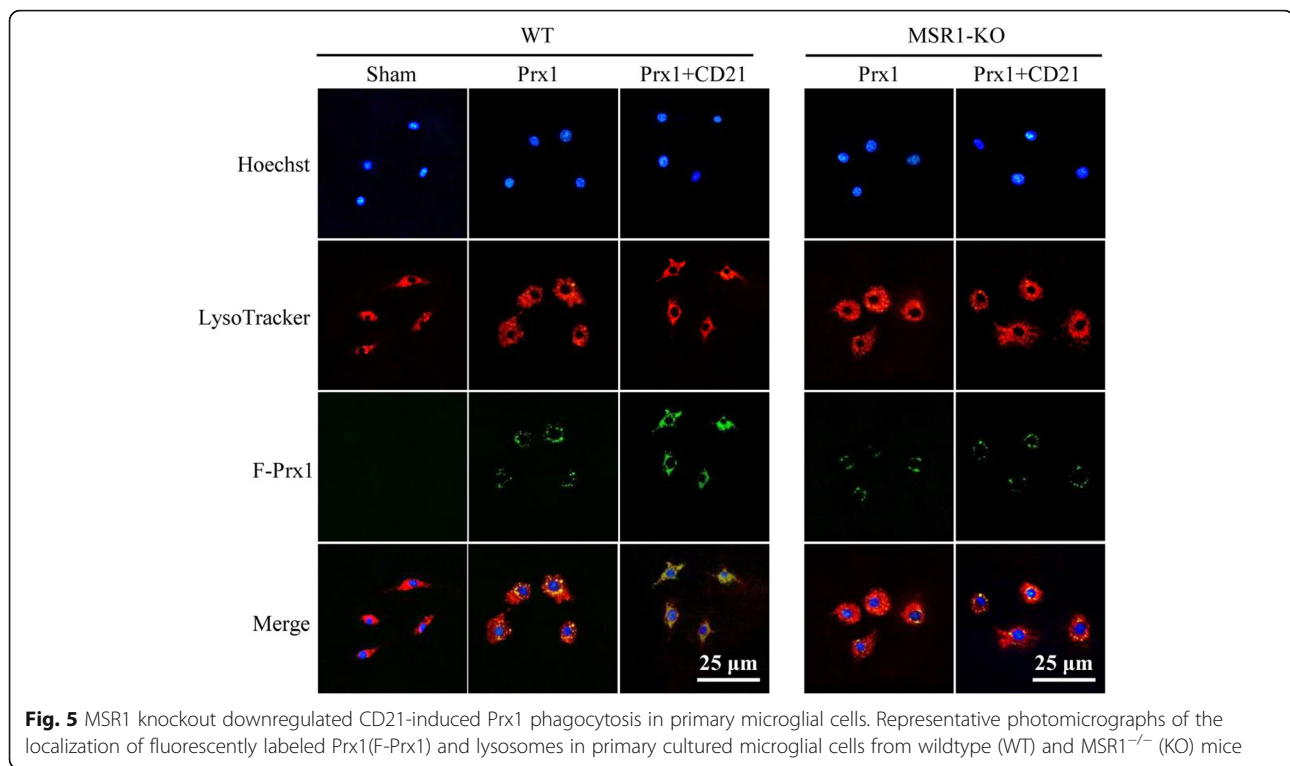 WT MSR1-KO
Sham Prx1 Prx1+CD21 Prx1 Prx1+CD21
Hoechst
LysoTracker
F-Prx1
Merge
25 µm 25 µm
Fig. 5 MSR1 knockout downregulated CD21-induced Prx1 phagocytosis in primary microglial cells. Representative photomicrographs of the
localization of fluorescently labeled Prx1(F-Prx1) and lysosomes in primary cultured microglial cells from wildtype (WT) and MSR1⁻/⁻ (KO) mice